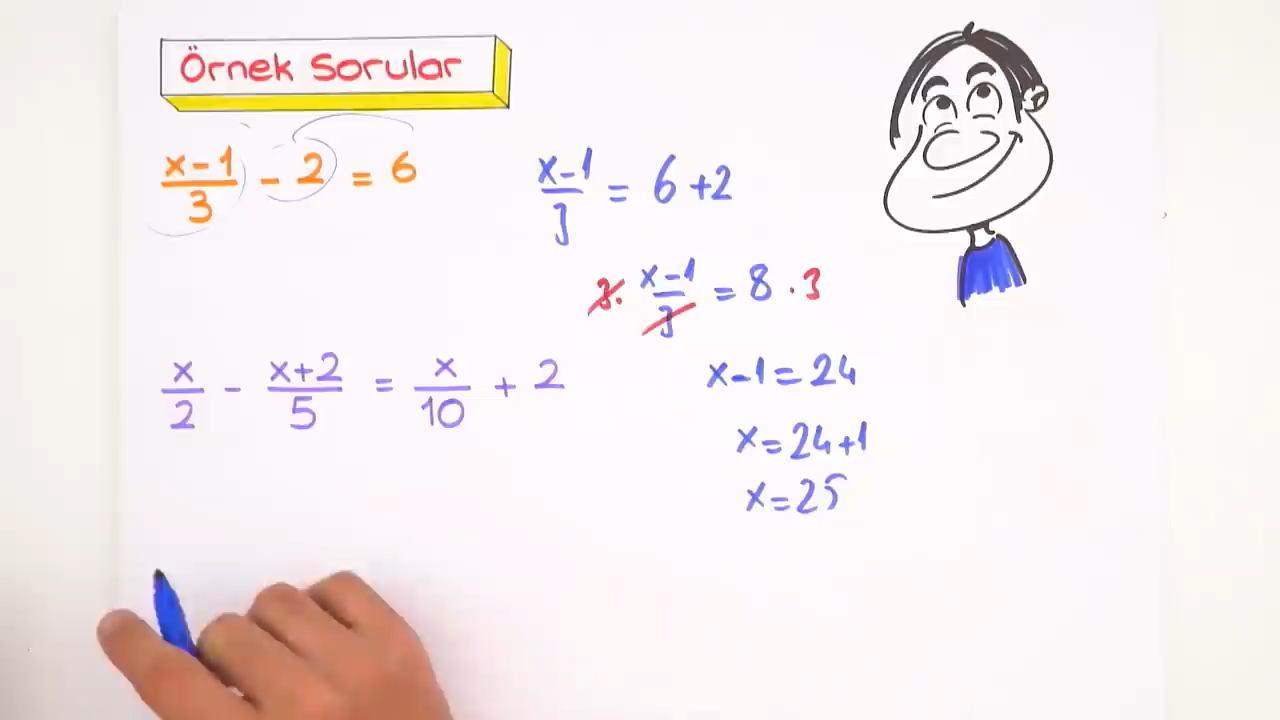 Örnek Sorular
x-1/3 - 2 = 6
x-1/3 = 6+2
3. x-1/3 = 8 . 3
x/2 - x+2/5 = x/10 + 2
x-1=24
x=24+1
x=25